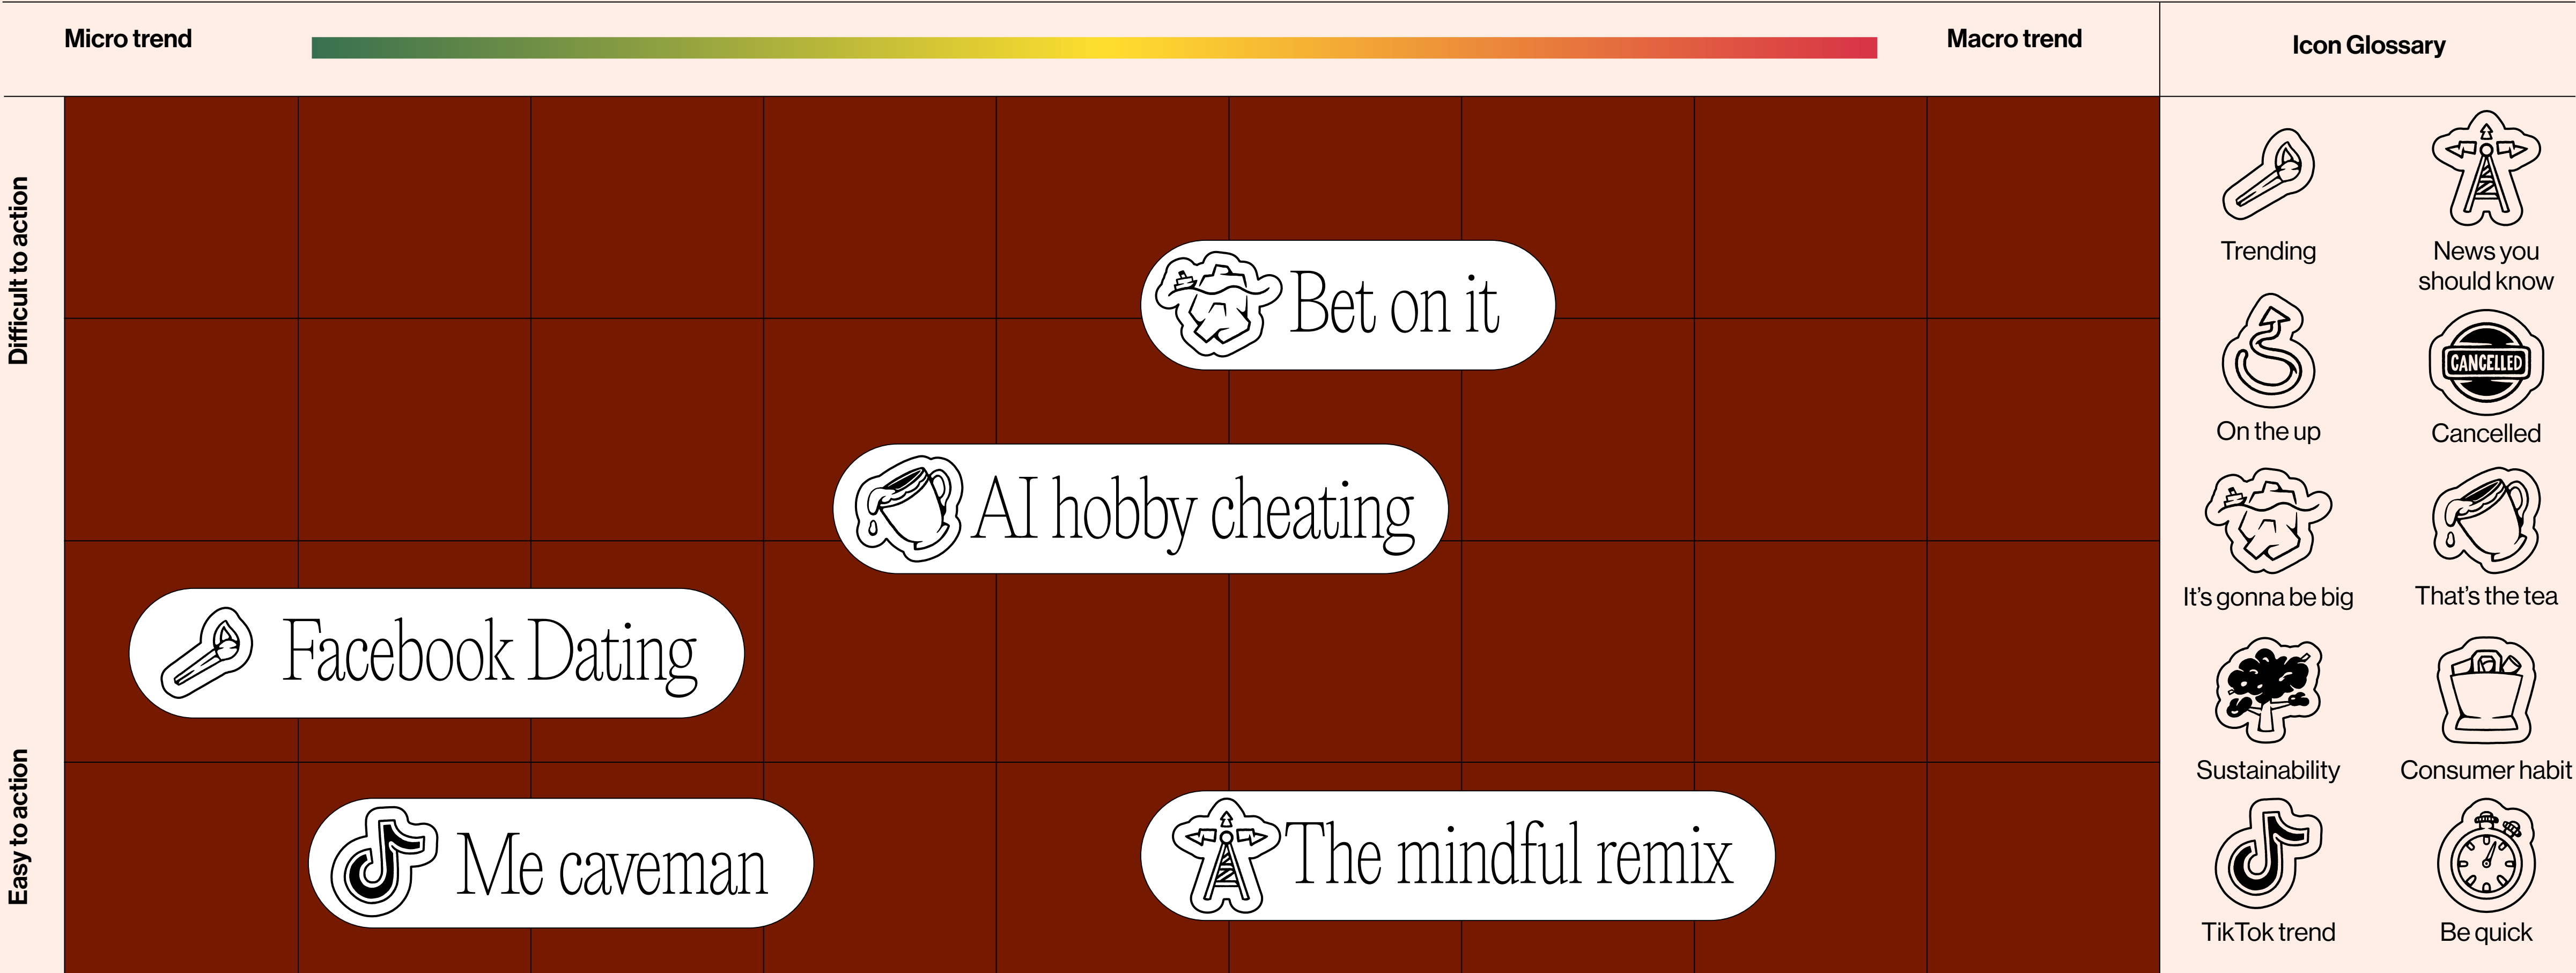 Micro trend
Macro trend
Icon Glossary
Difficult to action
Easy to action
Bet on it
AI hobby cheating
Facebook Dating
Me caveman
The mindful remix
Trending
News you
should know
On the up
CANCELLED
Cancelled
It's gonna be big
That's the tea
Sustainability
Consumer habit
TikTok trend
Be quick